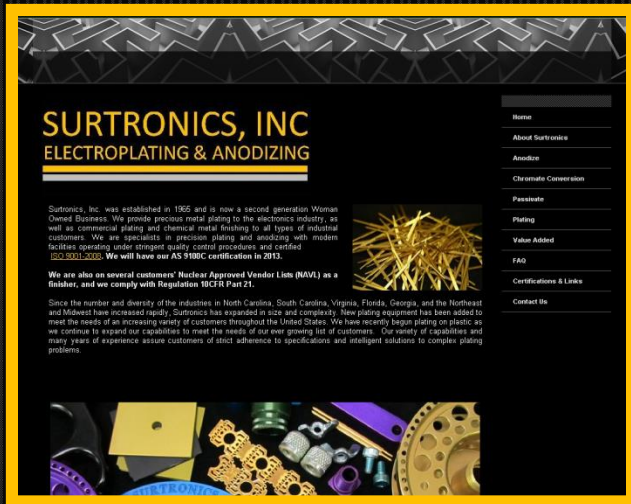 SURTRONICS, INC
ELECTROPLATING & ANODIZING
Surtronics, Inc. was established in 1965 and is now a second generation Woman
Owned Business. We provide precious metal plating to the electronics industry, as
well as commercial plating and chemical metal finishing to all types of industrial
customers. We are specialists in precision plating and anodizing with modern
facilities operating under stringent quality control procedures and certified
ISO 9001-2008. We will have our AS 9100C certification in 2013.
We are also on several customers' Nuclear Approved Vendor Lists (NAVL) as a
finisher, and we comply with Regulation 10CFR Part 21.
Since the number and diversity of the industries in North Carolina, South Carolina, Virginia, Florida, Georgia, and the Northeast
and Midwest have increased rapidly, Surtronics has expanded in size and complexity. New plating equipment has been added to
meet the needs of an increasing variety of customers throughout the United States. We have recently begun plating on plastic as
we continue to expand our capabilities to meet the needs of our ever growing list of customers. Our variety of capabilities and
many years of experience assure customers of strict adherence to specifications and intelligent solutions to complex plating
problems.
Home
About Surtronics
Anodize
Chromate Conversion
Passivate
Plating
Value Added
FAQ
Certifications & Links
Contact Us
SURTRONICS